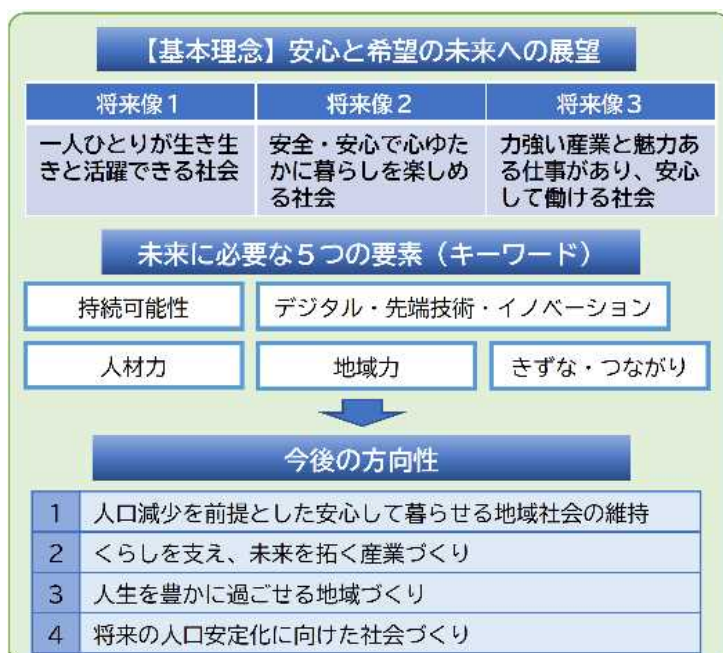 【基本理念】安心と希望の未来への展望
将来像1
将来像2
将来像3
一人ひとりが生き生
きと活躍できる社会
安全・安心で心ゆた
かに暮らしを楽しめ
る社会
力強い産業と魅力あ
る仕事があり、安心
して働ける社会
未来に必要な5つの要素（キーワード）
持続可能性
デジタル・先端技術・イノベーション
人材力
地域力
きずな・つながり
今後の方向性
1 人口減少を前提とした安心して暮らせる地域社会の維持
2 くらしを支え、未来を拓く産業づくり
3 人生を豊かに過ごせる地域づくり
4 将来の人口安定化に向けた社会づくり